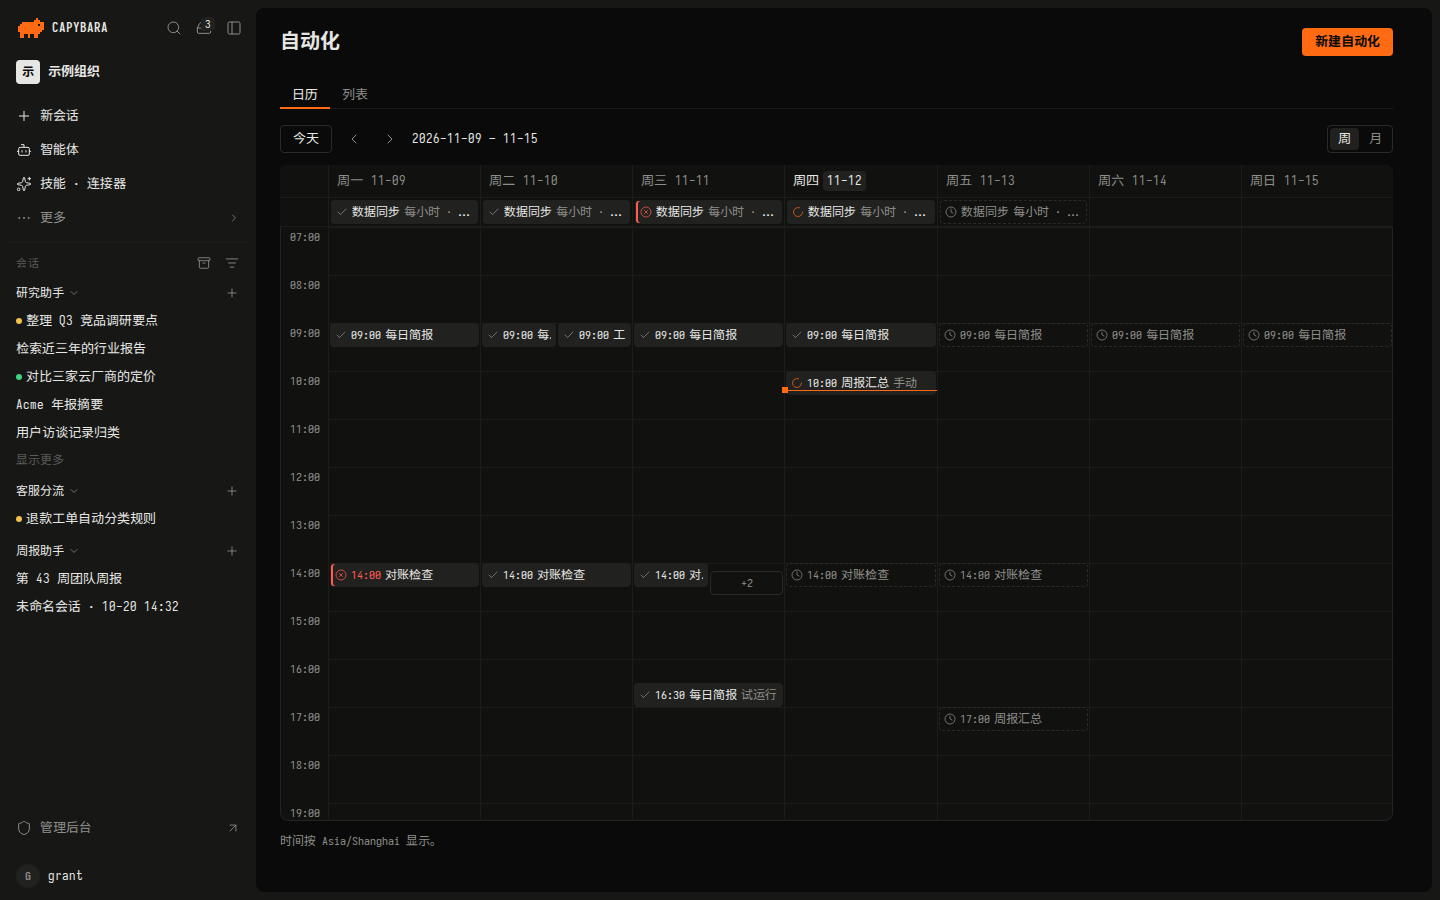 CAPYBARA
3
示 示例组织
新会话
智能体
技能 · 连接器
更多
会话
研究助手
整理 Q3 竞品调研要点
检索近三年的行业报告
对比三家云厂商的定价
Acme 年报摘要
用户访谈记录归类
显示更多
客服分流
退款工单自动分类规则
周报助手
第 43 周团队周报
未命名会话 · 10-20 14:32
管理后台
G grant
自动化
新建自动化
日历 列表
今天 2026-11-09 – 11-15 周 月
周一 11-09 周二 11-10 周三 11-11 周四 11-12 周五 11-13 周六 11-14 周日 11-15
数据同步 每小时 · … 数据同步 每小时 · … 数据同步 每小时 · … 数据同步 每小时 · … 数据同步 每小时 · …
07:00
08:00
09:00 09:00 每日简报 09:00 每. 09:00 工 09:00 每日简报 09:00 每日简报 09:00 每日简报 09:00 每日简报 09:00 每日简报
10:00 10:00 周报汇总 手动
11:00
12:00
13:00
14:00 14:00 对账检查 14:00 对账检查 14:00 对. +2 14:00 对账检查 14:00 对账检查
15:00
16:00
16:30 每日简报 试运行
17:00 17:00 周报汇总
18:00
19:00
时间按 Asia/Shanghai 显示。